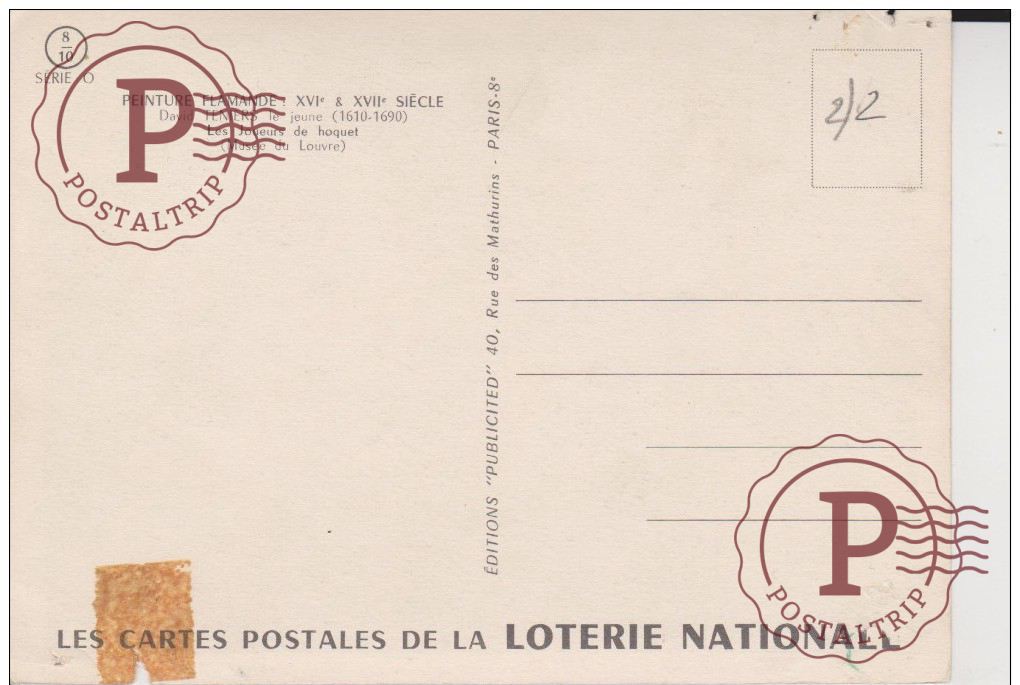 8
10
SÉRIE O
PEINTURE FLAMANDE : XVIᵉ & XVIIᵉ SIÈCLE
David TENIERS le jeune (1610-1690)
Les Joueurs de hoquet
(Musée du Louvre)
P
POSTALTRIP
ÉDITIONS "PUBLICITED" 40, Rue des Mathurins - PARIS-8ᵉ
2/2
P
POSTALTRIP
LES CARTES POSTALES DE LA LOTERIE NATIONALE